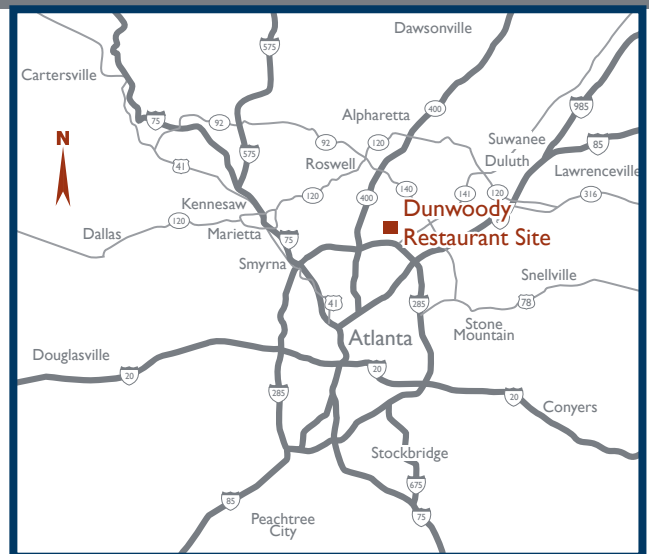 Dawsonville
575
Cartersville
400
985
Alpharetta
75
92
N
92
120
Suwanee
85
575
Roswell
Duluth
41
Lawrenceville
140
141
120
316
120
400
Kennesaw
Dunwoody
Restaurant Site
120
Marietta
75
Dallas
Smyrna
Snellville
41
285
78
Stone
Mountain
Atlanta
Douglasville
20
20
285
20
Conyers
Stockbridge
675
85
75
Peachtree
City